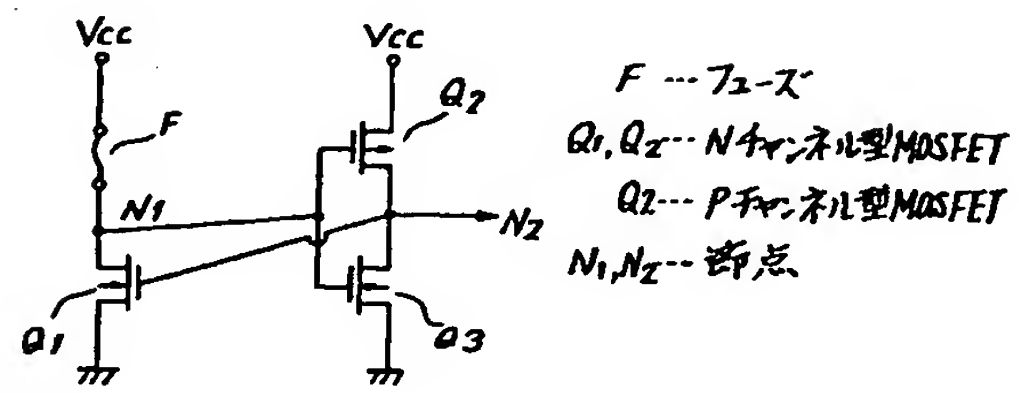 Vcc
Vcc
F
Q2
N1
N2
Q1
Q3
F…フューズ
Q1,Q2…Nチャンネル型MOSFET
Q2…Pチャンネル型MOSFET
N1,N2…節点